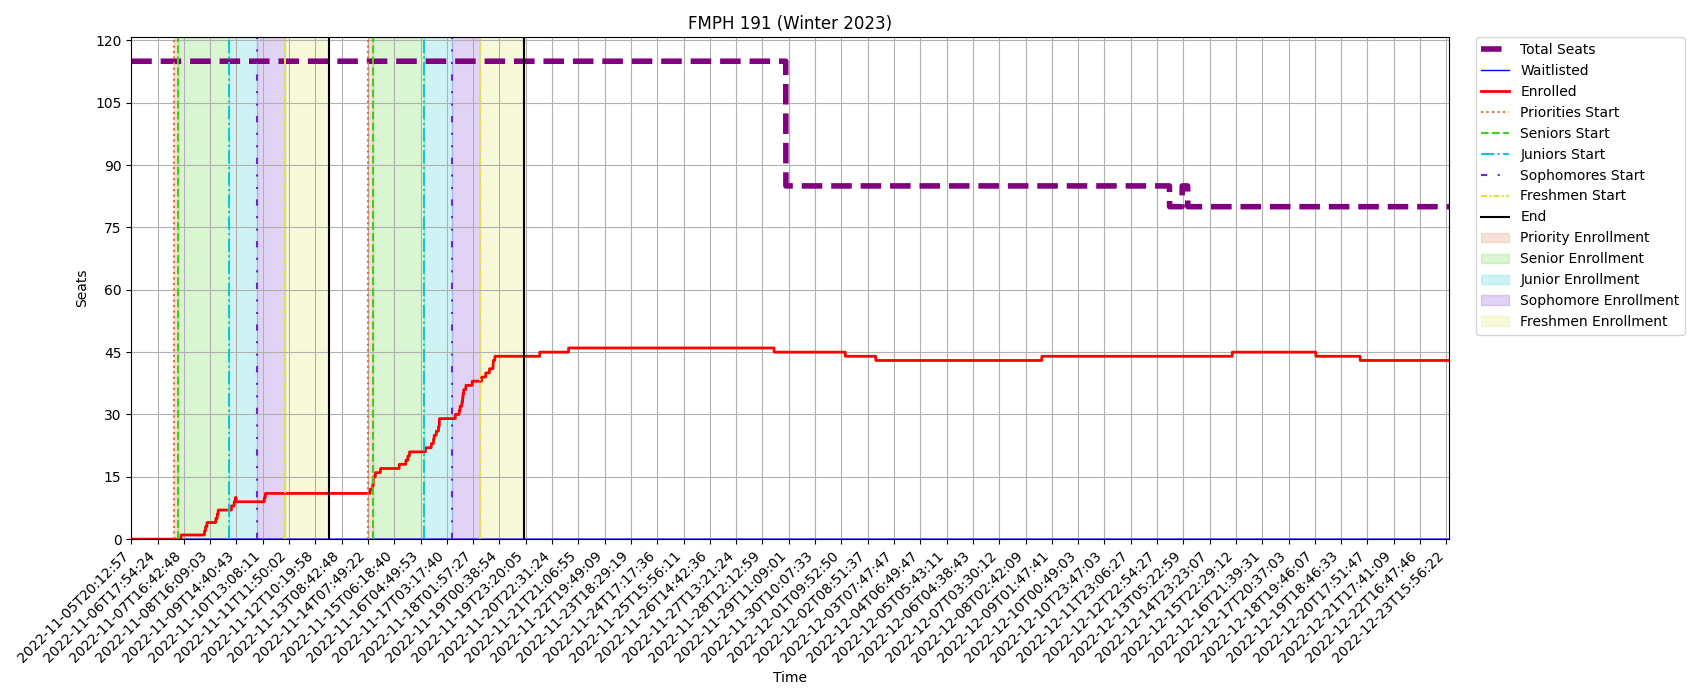 FMPH 191 (Winter 2023)
120
105
90
75
60
45
30
15
0
Seats
2022-11-05T20:12:57
2022-11-06T17:54:24
2022-11-07T16:42:48
2022-11-08T16:09:03
2022-11-09T14:40:43
2022-11-10T13:08:11
2022-11-11T11:50:02
2022-11-12T10:19:58
2022-11-13T08:42:48
2022-11-14T07:49:22
2022-11-15T06:18:40
2022-11-16T04:49:53
2022-11-17T03:17:40
2022-11-18T01:57:27
2022-11-19T00:38:54
2022-11-19T23:20:05
2022-11-20T22:31:24
2022-11-21T21:06:55
2022-11-22T19:49:09
2022-11-23T18:29:19
2022-11-24T17:17:36
2022-11-25T15:56:11
2022-11-26T14:42:36
2022-11-27T13:21:24
2022-11-28T12:12:59
2022-11-29T11:09:01
2022-11-30T10:07:33
2022-12-01T09:52:50
2022-12-02T08:51:37
2022-12-03T07:47:47
2022-12-04T06:49:47
2022-12-05T05:43:11
2022-12-06T04:38:43
2022-12-07T03:30:12
2022-12-08T02:42:09
2022-12-09T01:47:41
2022-12-10T00:49:03
2022-12-10T23:47:03
2022-12-11T23:06:27
2022-12-12T22:54:27
2022-12-13T05:22:59
2022-12-14T23:23:07
2022-12-15T22:29:12
2022-12-16T21:39:31
2022-12-17T20:37:03
2022-12-18T19:46:07
2022-12-19T18:46:33
2022-12-20T17:51:47
2022-12-21T17:41:09
2022-12-22T16:47:46
2022-12-23T15:56:22
Time
Total Seats
Waitlisted
Enrolled
Priorities Start
Seniors Start
Juniors Start
Sophomores Start
Freshmen Start
End
Priority Enrollment
Senior Enrollment
Junior Enrollment
Sophomore Enrollment
Freshmen Enrollment